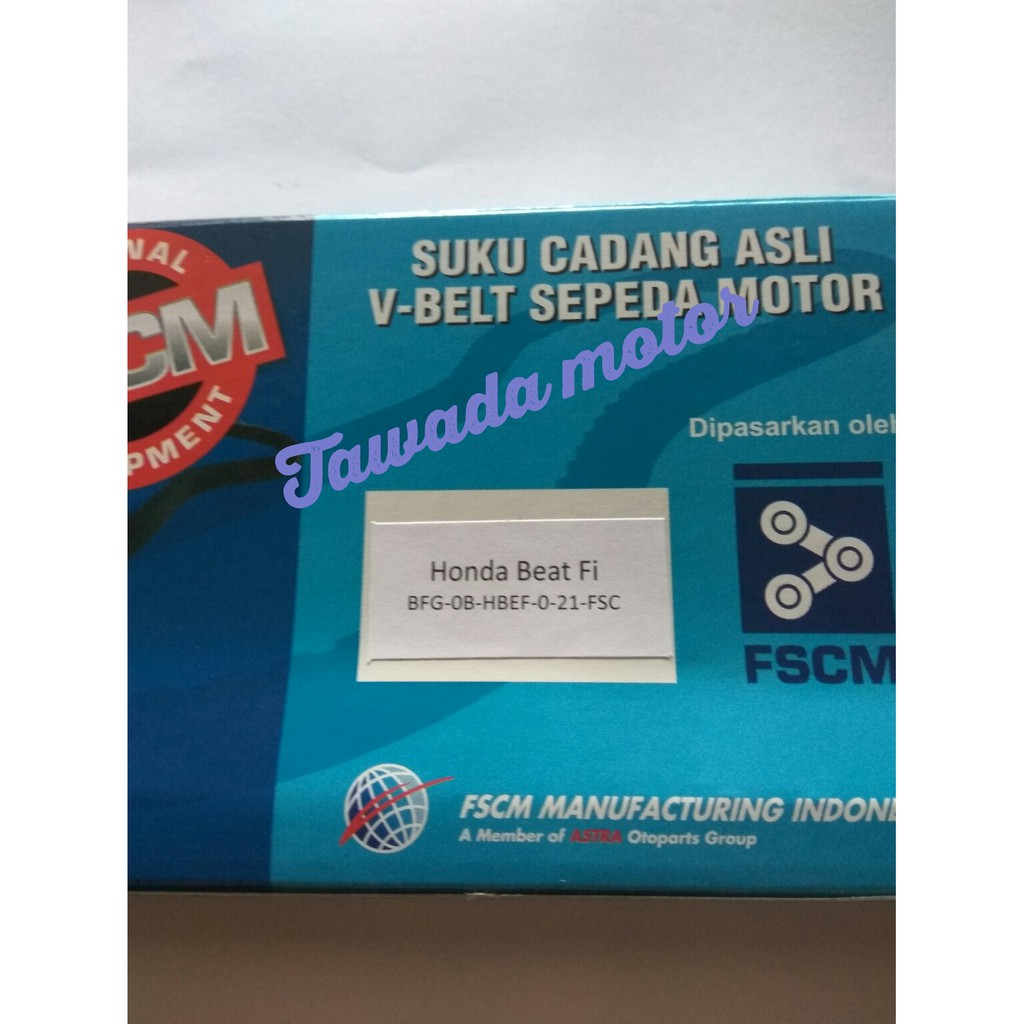 NAL
CM
PMENT
SUKU CADANG ASLI
V-BELT SEPEDA MOTOR
Tawada motor
Dipasarkan oleh
Honda Beat Fi
BFG-0B-HBEF-0-21-FSC
FSCM
FSCM MANUFACTURING INDONE
A Member of ASTRA Otoparts Group